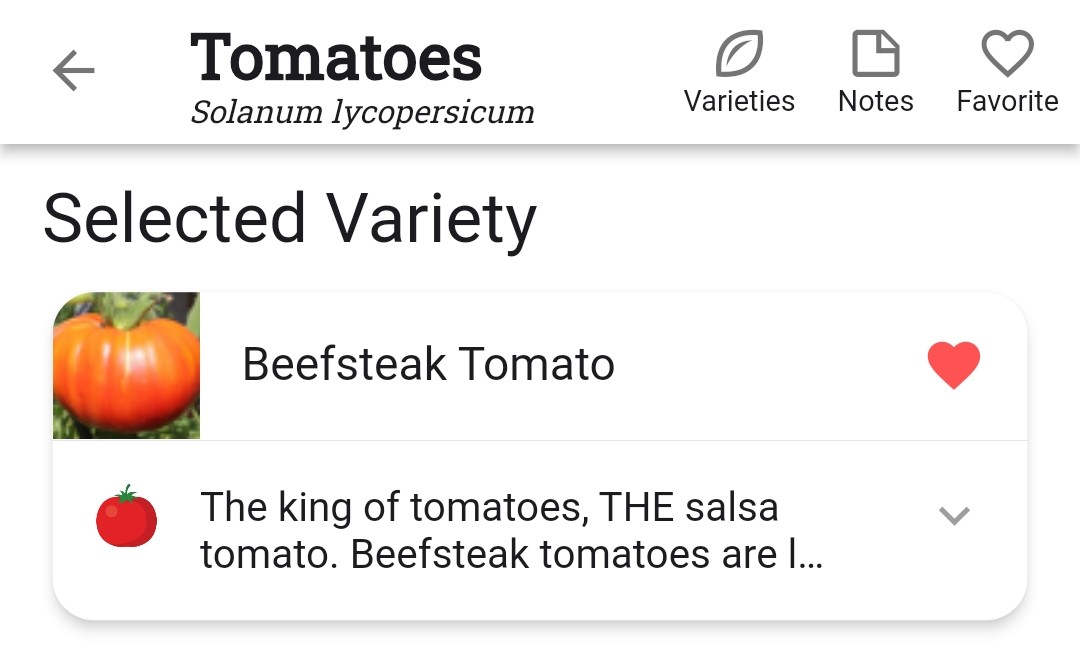 Tomatoes
Solanum lycopersicum
Varieties
Notes
Favorite
Selected Variety
Beefsteak Tomato
The king of tomatoes, THE salsa
tomato. Beefsteak tomatoes are l...